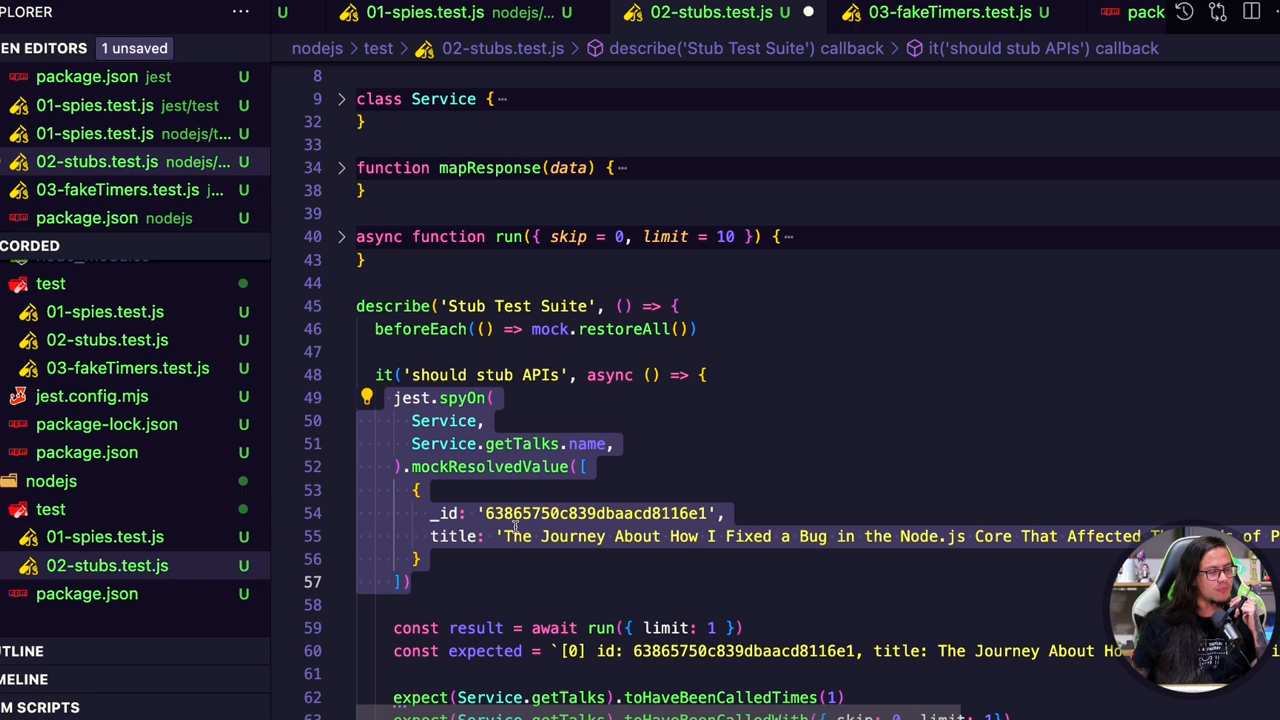 PLORER ···
U
01-spies.test.js nodejs/... U
02-stubs.test.js U
03-fakeTimers.test.js U
pack
EN EDITORS 1 unsaved
package.json jest U
01-spies.test.js jest/test U
01-spies.test.js nodejs/t... U
02-stubs.test.js nodejs/... U
03-fakeTimers.test.js j... U
package.json nodejs U
CORDED
node_modules
test
01-spies.test.js U
02-stubs.test.js U
03-fakeTimers.test.js U
jest.config.mjs U
package-lock.json U
package.json U
nodejs
test
01-spies.test.js U
02-stubs.test.js U
package.json U
UTLINE
MELINE
M SCRIPTS
nodejs > test > 02-stubs.test.js > describe('Stub Test Suite') callback > it('should stub APIs') callback
8
9 class Service {···
32 }
33
34 function mapResponse(data) {···
38 }
39
40 async function run({ skip = 0, limit = 10 }) {···
43 }
44
45 describe('Stub Test Suite', () => {
46 beforeEach(() => mock.restoreAll())
47
48 it('should stub APIs', async () => {
49 jest.spyOn(
50 Service,
51 Service.getTalks.name,
52 ).mockResolvedValue([
53 {
54 _id: '63865750c839dbaacd8116e1',
55 title: 'The Journey About How I Fixed a Bug in the Node.js Core That Affected
56 }
57 ])
58
59 const result = await run({ limit: 1 })
60 const expected = `[0] id: 63865750c839dbaacd8116e1, title: The Journey About
61
62 expect(Service.getTalks).toHaveBeenCalledTimes(1)
63 expect(Service.getTalks).toHaveBeenCalledWith({ skip: 0, limit: 1})